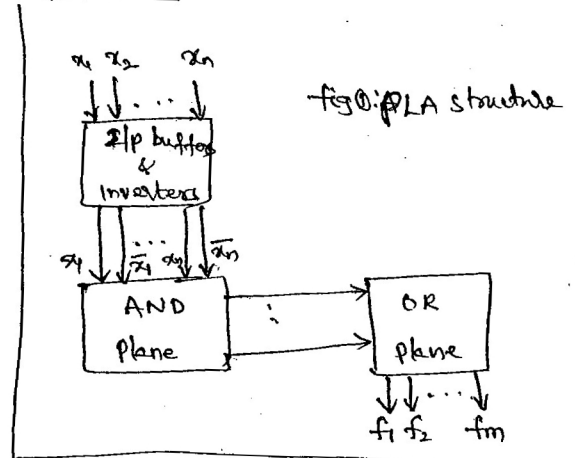 x₁ x₂ ... xₙ
fig①: PLA structure
I/p buffers
&
inverters
x₁ x̄₁ ... xₙ x̄ₙ
AND
Plane
OR
plane
f₁ f₂ ... fm